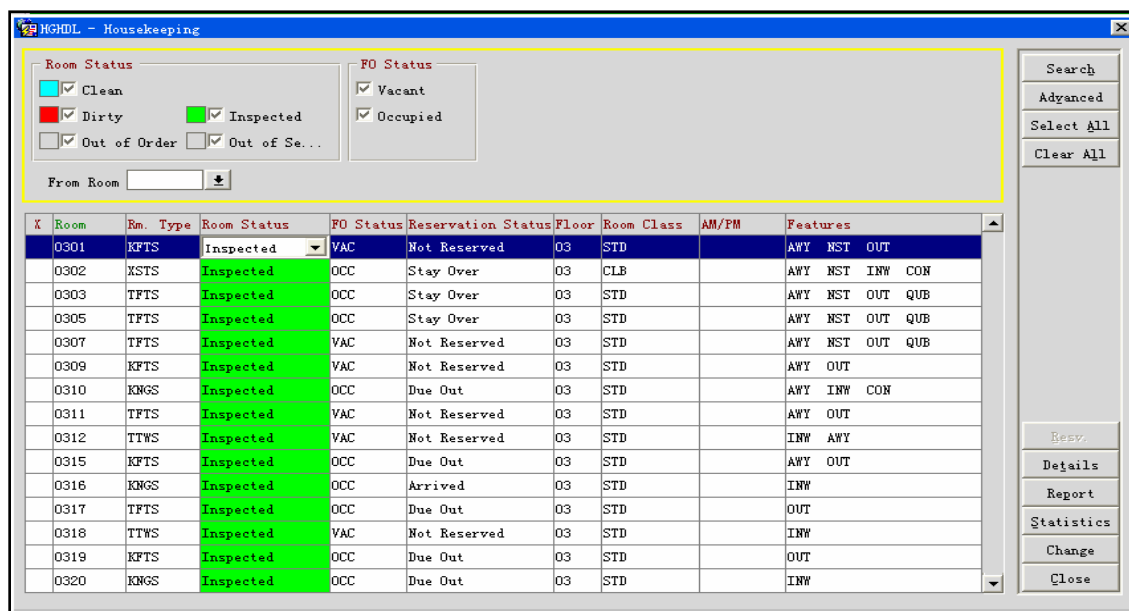 HGHDL - Housekeeping
Room Status
Clean
Dirty Inspected
Out of Order Out of Se...
FO Status
Vacant
Occupied
From Room
Search
Advanced
Select All
Clear All
X Room Rm. Type Room Status FO Status Reservation Status Floor Room Class AM/PM Features
0301 KFTS Inspected VAC Not Reserved 03 STD AWY NST OUT
0302 XSTS Inspected OCC Stay Over 03 CLB AWY NST INW CON
0303 TFTS Inspected OCC Stay Over 03 STD AWY NST OUT QUB
0305 TFTS Inspected OCC Stay Over 03 STD AWY NST OUT QUB
0307 TFTS Inspected VAC Not Reserved 03 STD AWY NST OUT QUB
0309 KFTS Inspected VAC Not Reserved 03 STD AWY OUT
0310 KNGS Inspected OCC Due Out 03 STD AWY INW CON
0311 TFTS Inspected VAC Not Reserved 03 STD AWY OUT
0312 TTWS Inspected VAC Not Reserved 03 STD INW AWY
0315 KFTS Inspected OCC Due Out 03 STD AWY OUT
0316 KNGS Inspected OCC Arrived 03 STD INW
0317 TFTS Inspected OCC Due Out 03 STD OUT
0318 TTWS Inspected VAC Not Reserved 03 STD INW
0319 KFTS Inspected OCC Due Out 03 STD OUT
0320 KNGS Inspected OCC Due Out 03 STD INW
Resv.
Details
Report
Statistics
Change
Close